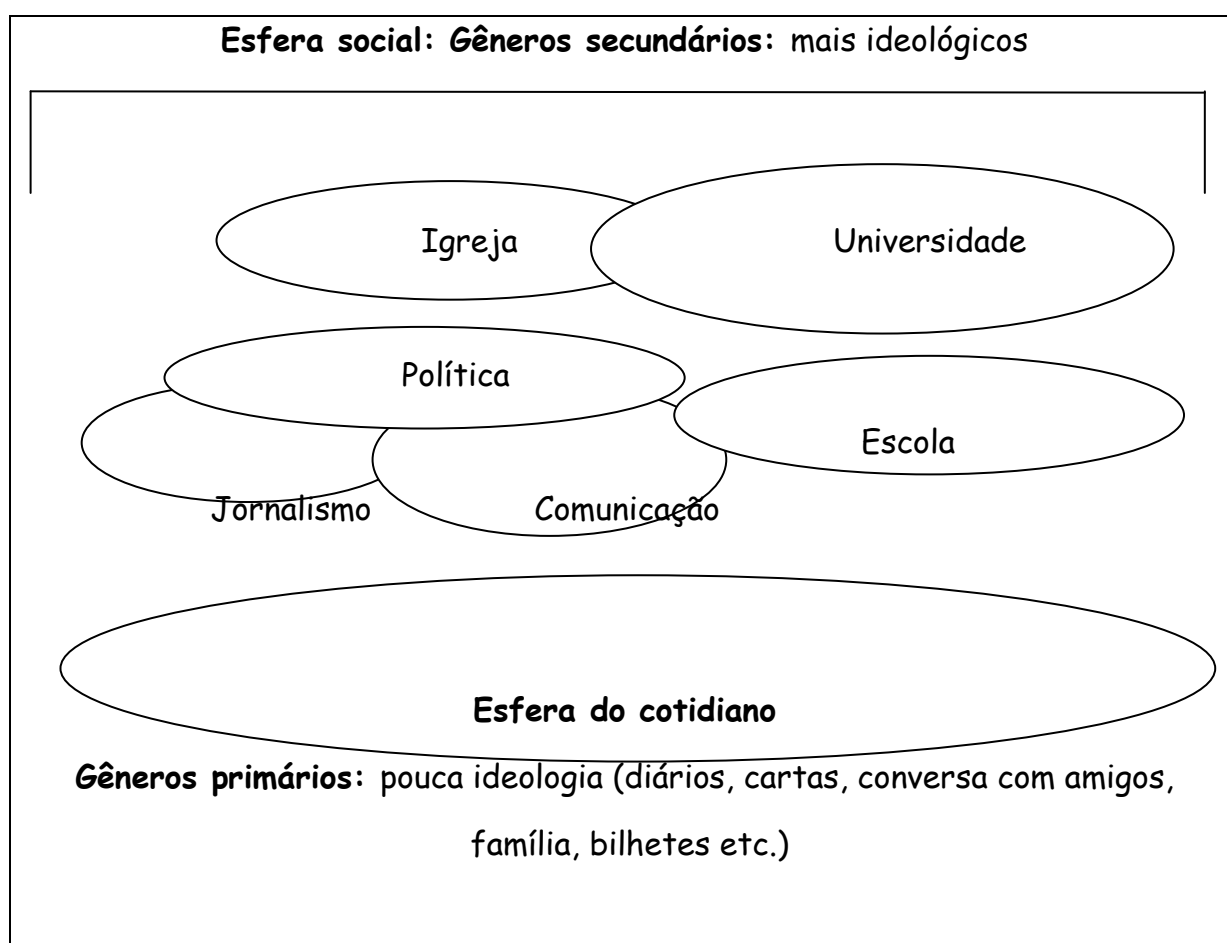 Esfera social: Gêneros secundários: mais ideológicos
Igreja
Universidade
Política
Escola
Jornalismo
Comunicação
Esfera do cotidiano
Gêneros primários: pouca ideologia (diários, cartas, conversa com amigos,
família, bilhetes etc.)